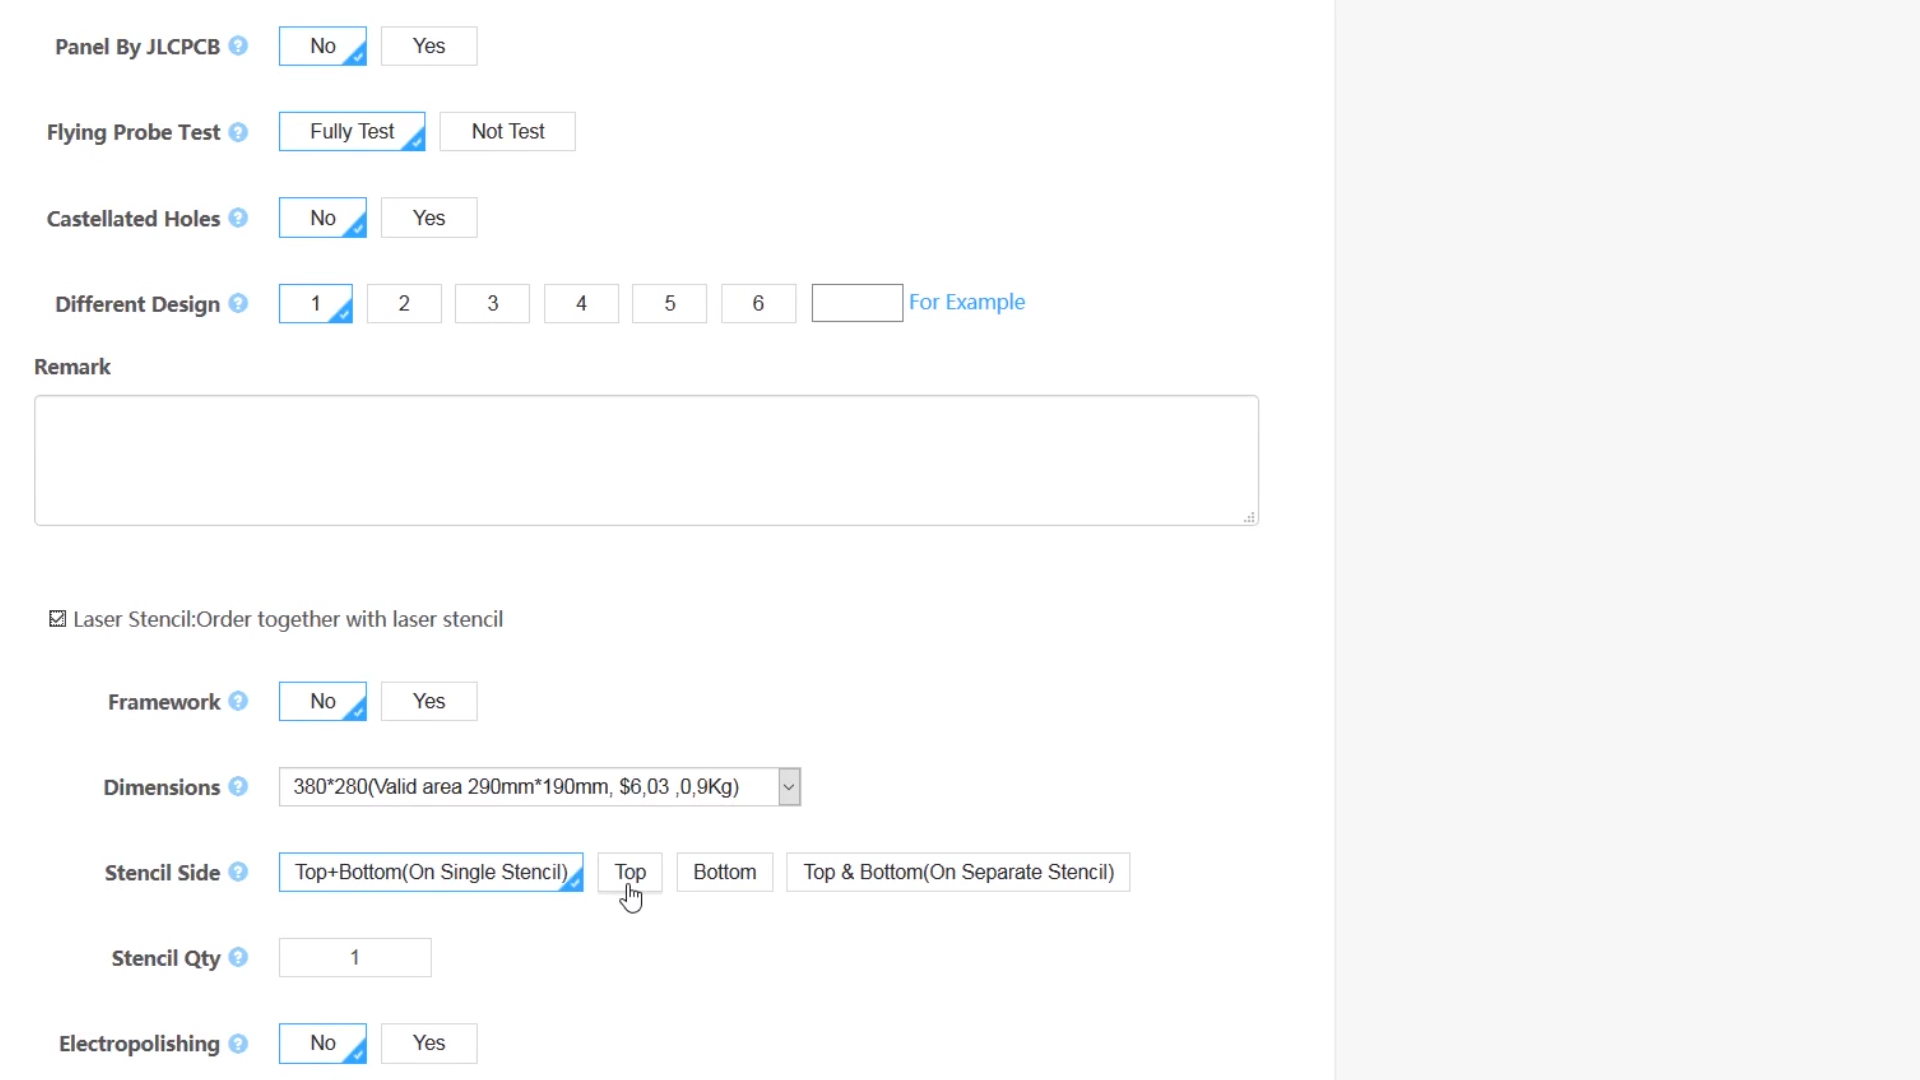 Panel By JLCPCB ? No Yes
Flying Probe Test ? Fully Test Not Test
Castellated Holes ? No Yes
Different Design ? 1 2 3 4 5 6 For Example
Remark
Laser Stencil:Order together with laser stencil
Framework ? No Yes
Dimensions ? 380*280(Valid area 290mm*190mm, $6,03 ,0,9Kg)
Stencil Side ? Top+Bottom(On Single Stencil) Top Bottom Top & Bottom(On Separate Stencil)
Stencil Qty ? 1
Electropolishing ? No Yes